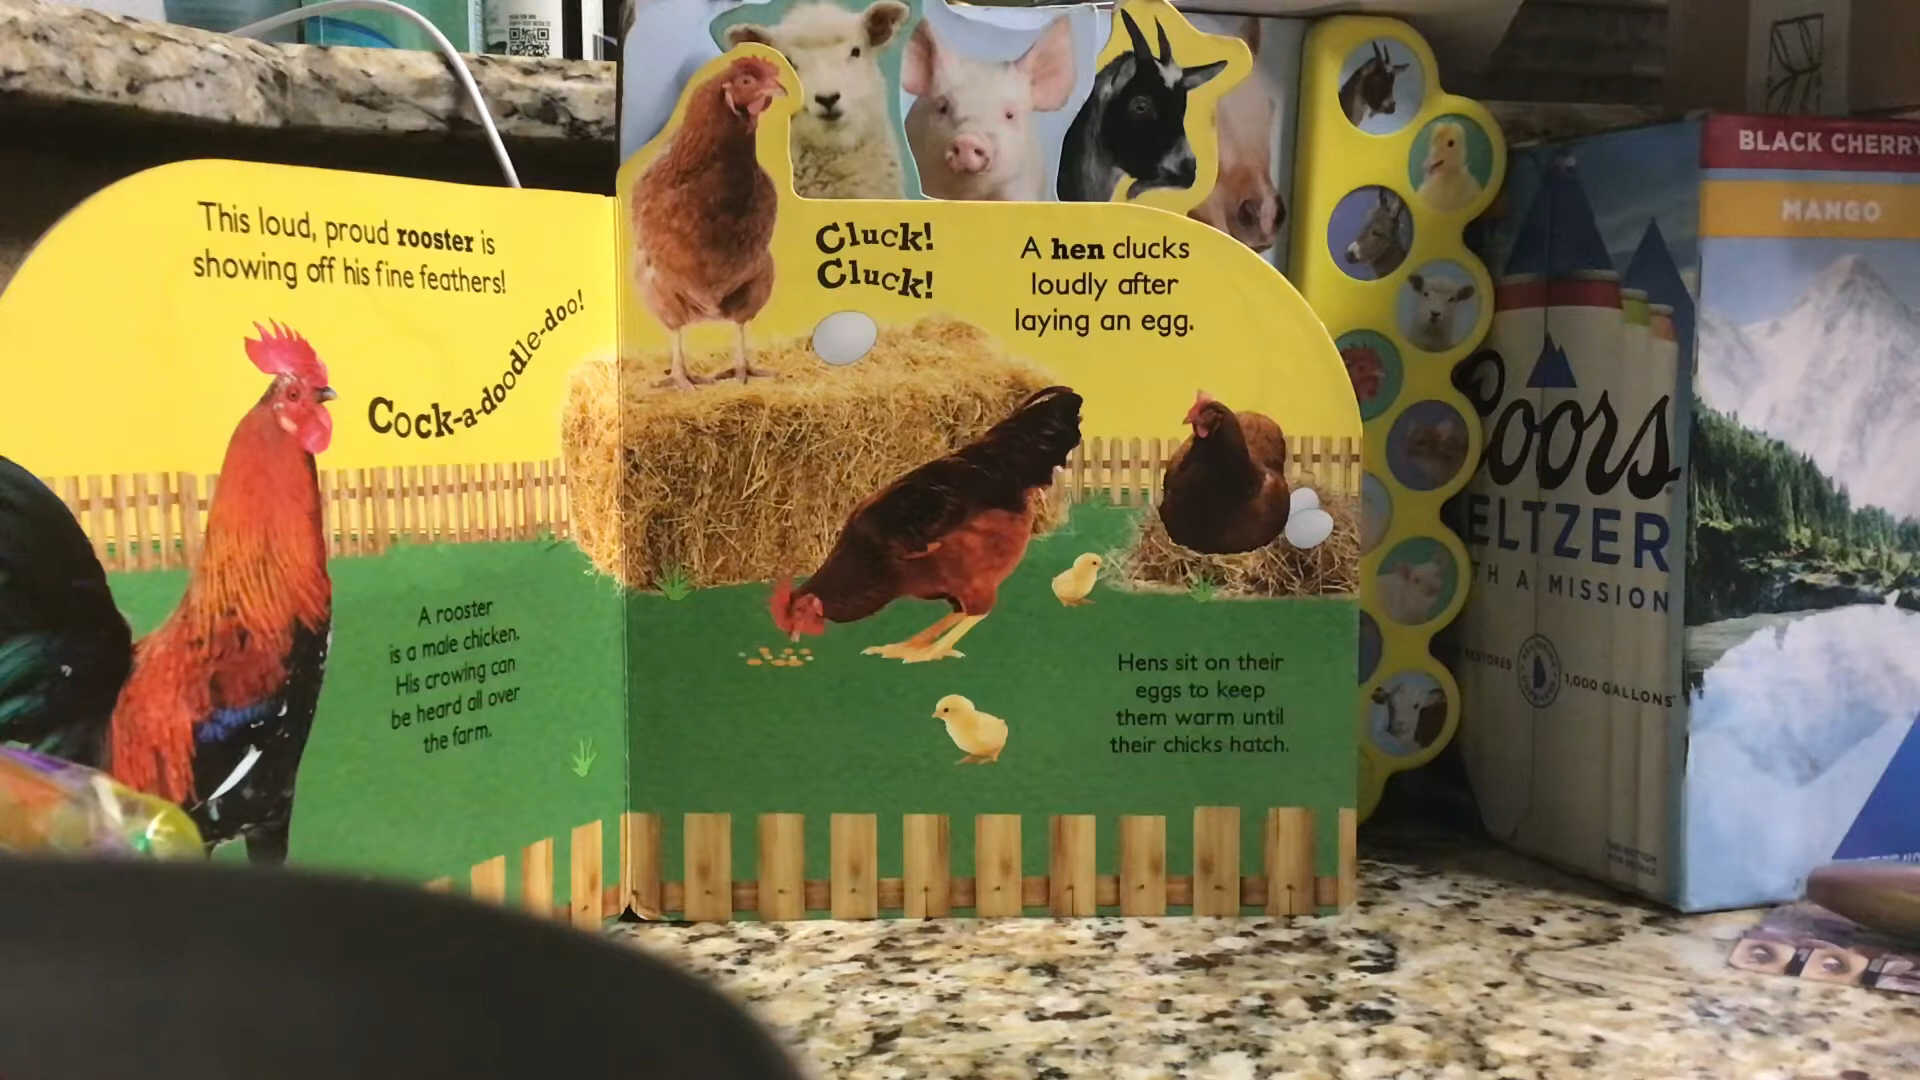 This loud, proud rooster is
showing off his fine feathers!
Cock-a-doodle-doo!
A rooster
is a male chicken.
His crowing can
be heard all over
the farm.
Cluck!
Cluck!
A hen clucks
loudly after
laying an egg.
Hens sit on their
eggs to keep
them warm until
their chicks hatch.
Coors
ELTZER
TH A MISSION
1,000 GALLONS
BLACK CHERRY
MANGO